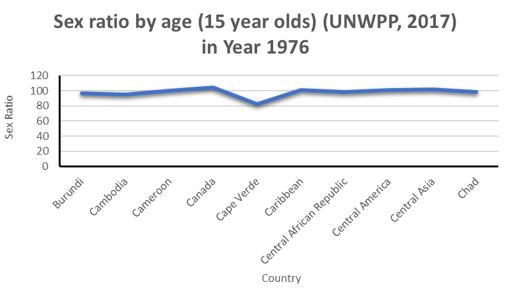 Sex ratio by age (15 year olds) (UNWPP, 2017)
in Year 1976
120
100
80
60
40
20
0
Sex Ratio
Burundi
Cambodia
Cameroon
Canada
Cape Verde
Caribbean
Central African Republic
Central America
Central Asia
Chad
Country